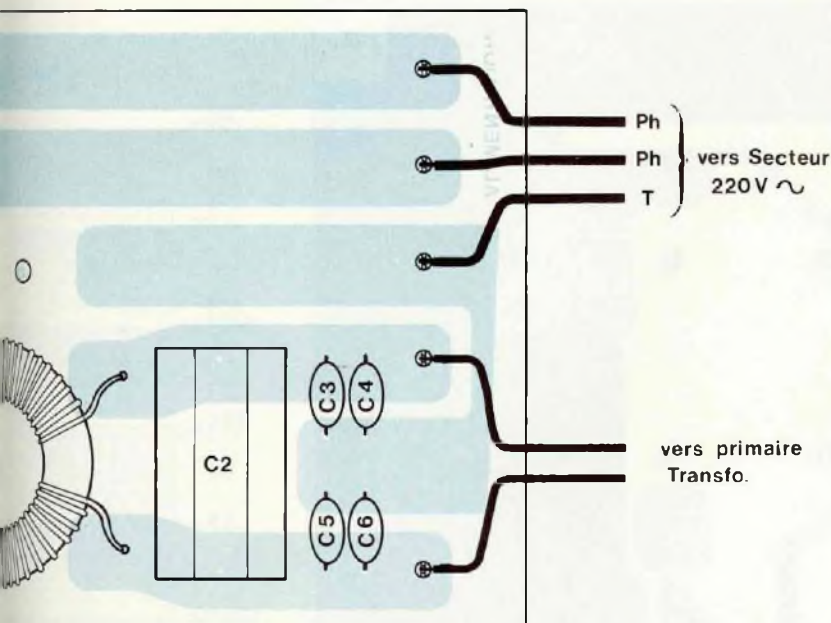 Ph
Ph
T
vers Secteur
220V ∿
C3
C4
C2
C5
C6
vers primaire
Transfo.